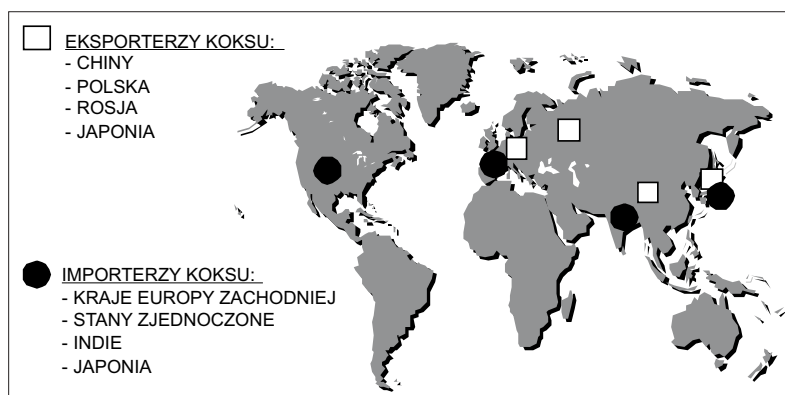 EKSPORTERZY KOKSU:
- CHINY
- POLSKA
- ROSJA
- JAPONIA
IMPORTERZY KOKSU:
- KRAJE EUROPY ZACHODNIEJ
- STANY ZJEDNOCZONE
- INDIE
- JAPONIA